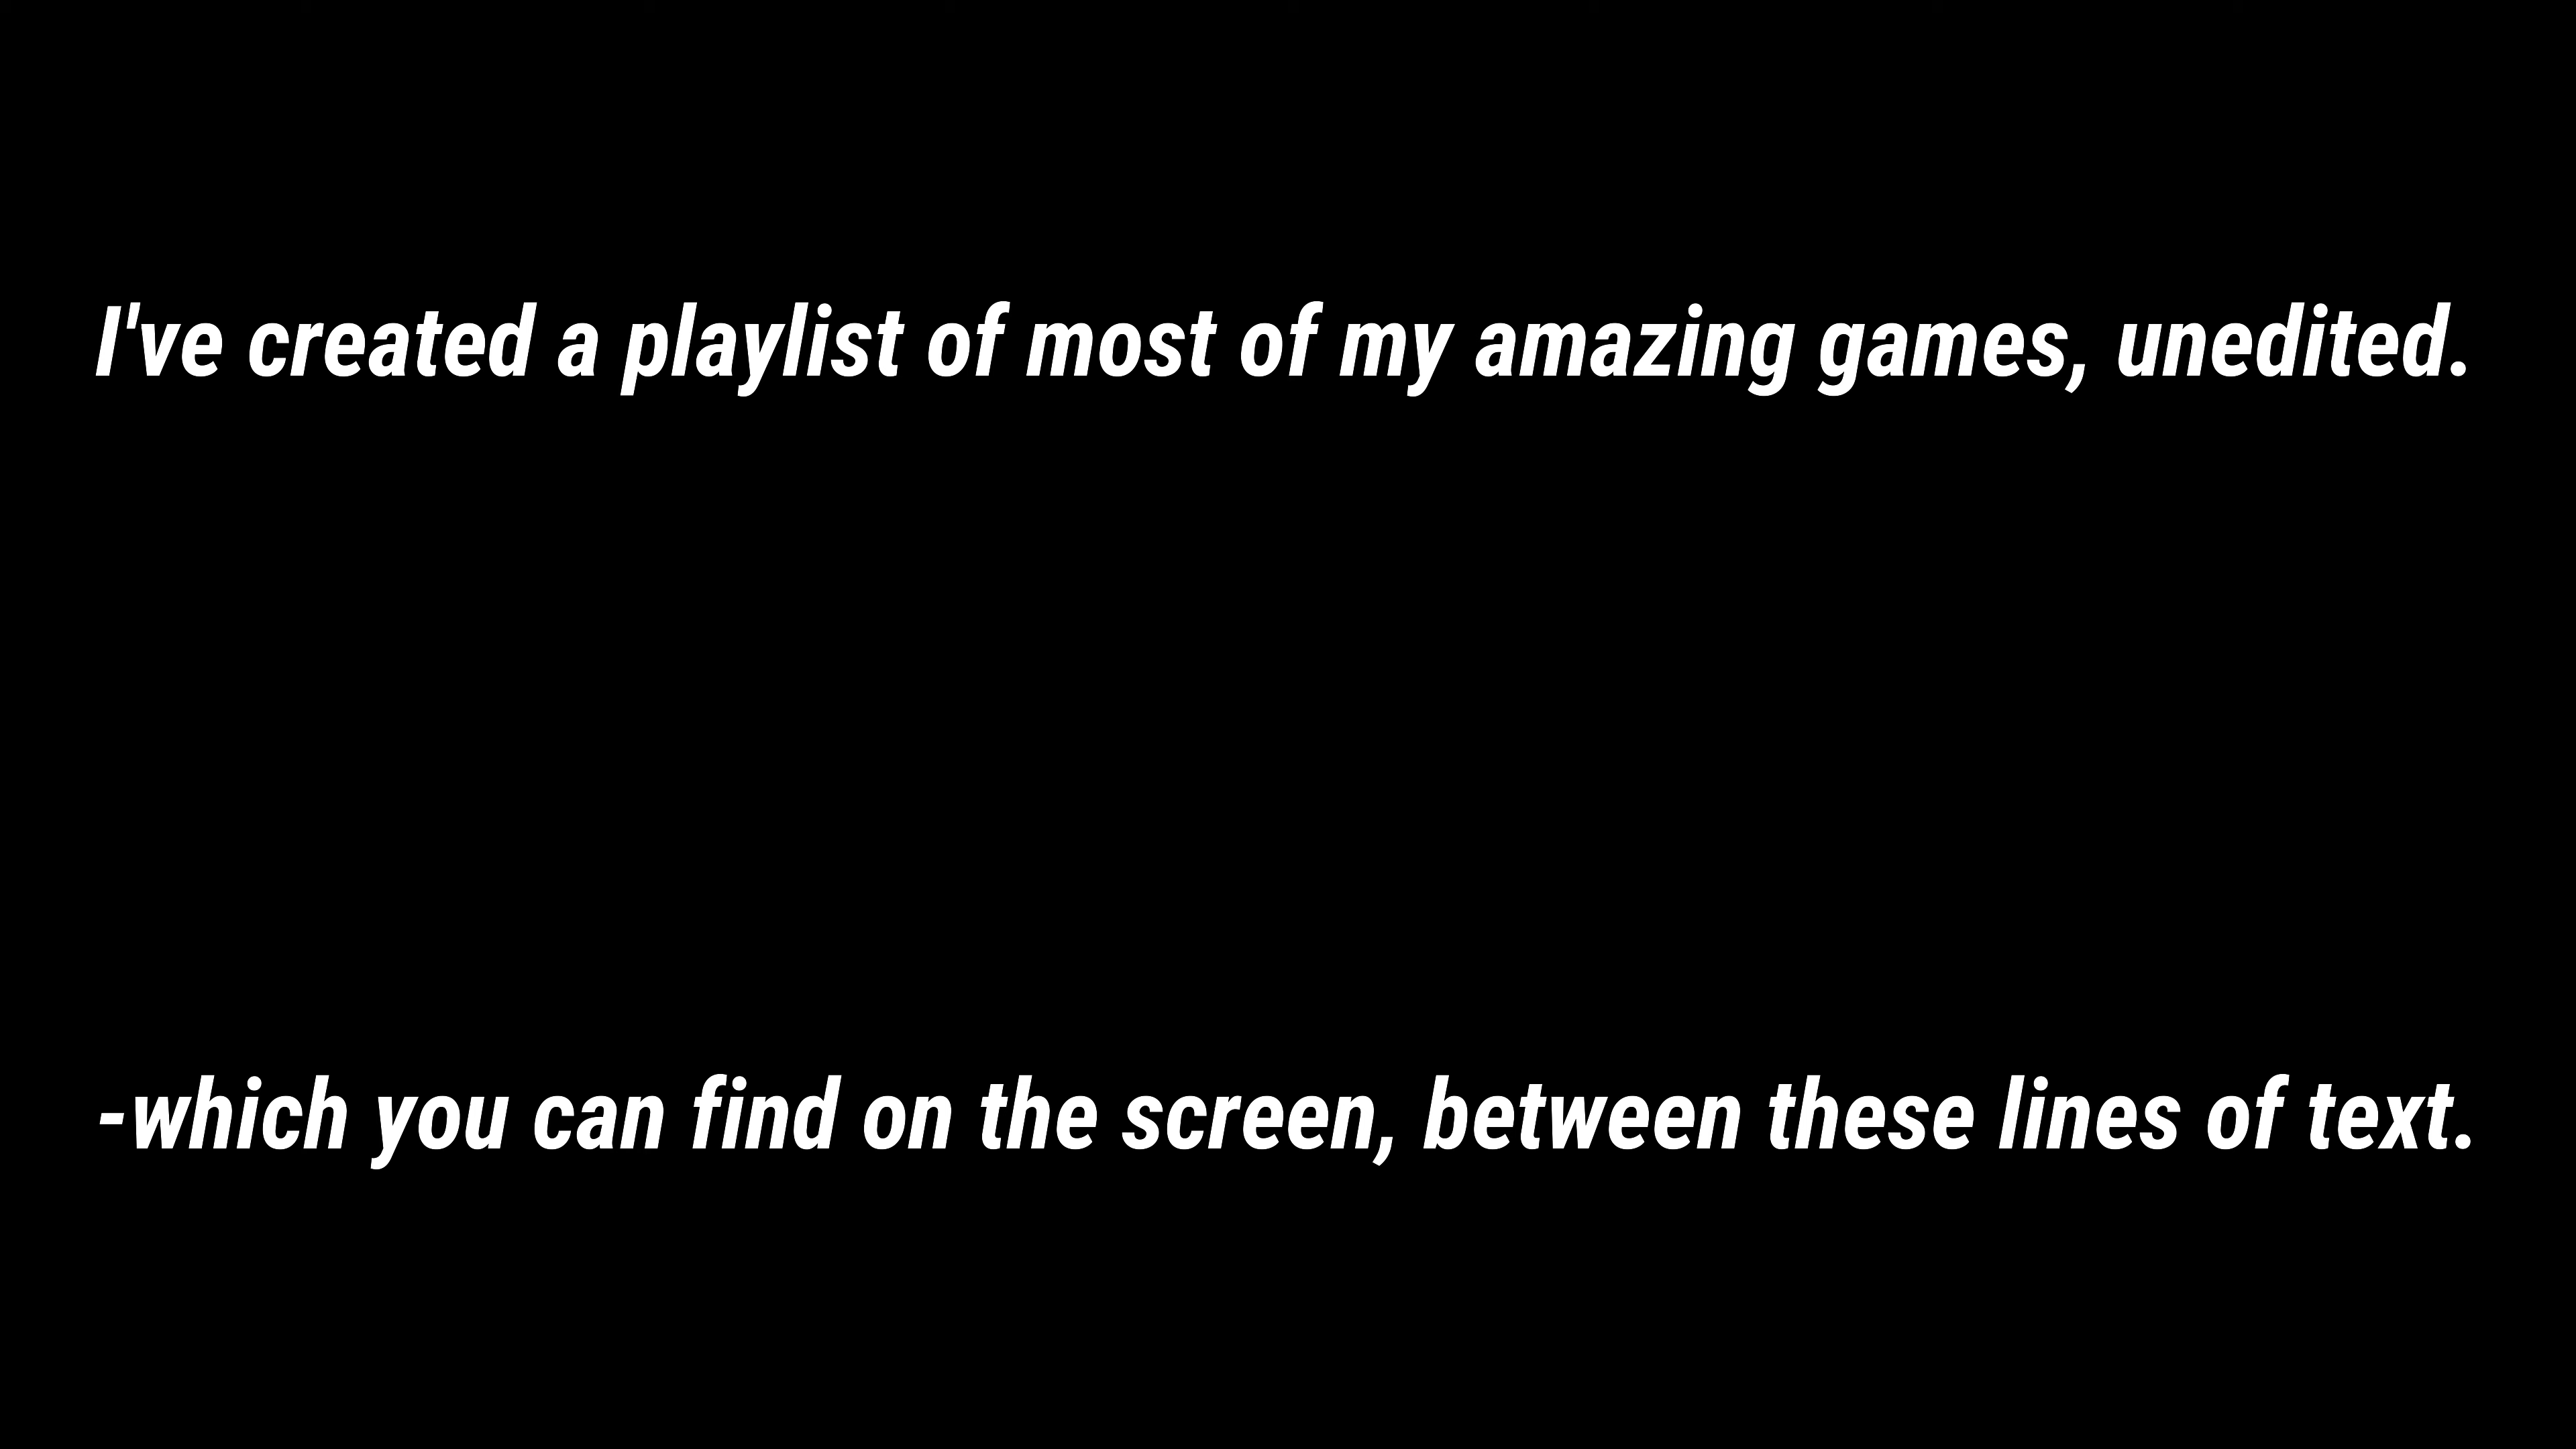 I've created a playlist of most of my amazing games, unedited.
-which you can find on the screen, between these lines of text.